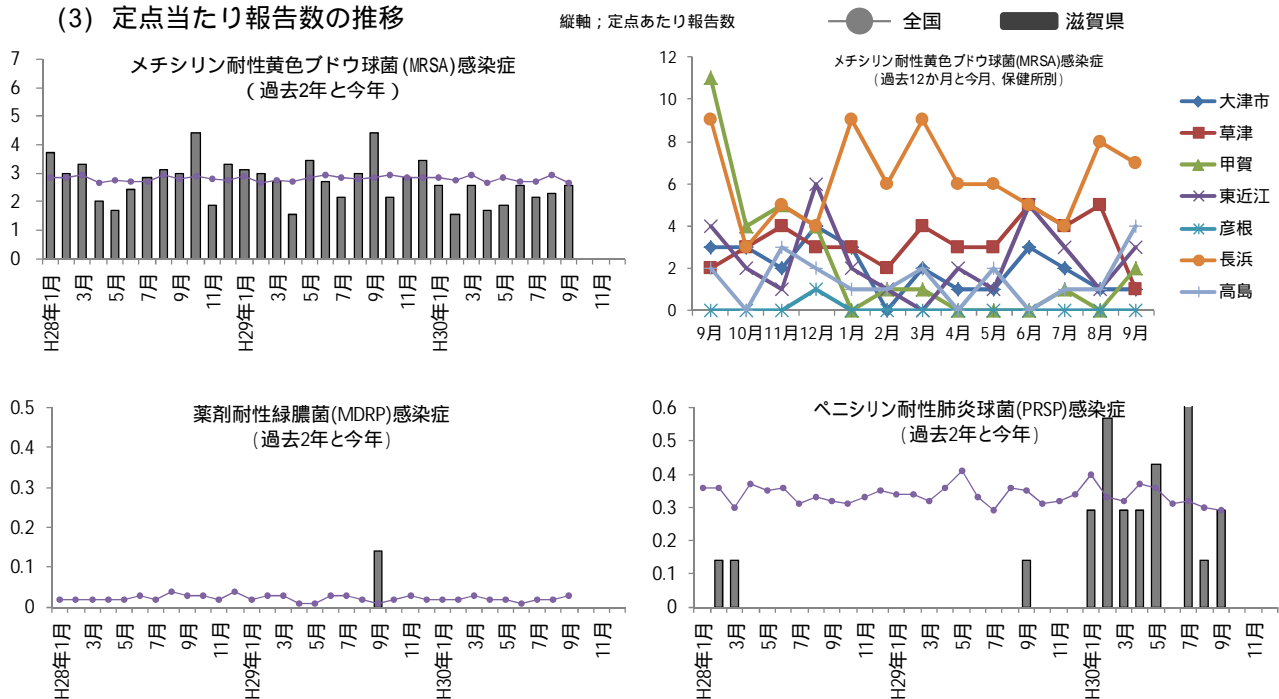 (3) 定点当たり報告数の推移
縦軸；定点あたり報告数
全国
滋賀県
メチシリン耐性黄色ブドウ球菌(MRSA)感染症
（過去2年と今年）
7
6
5
4
3
2
1
0
H28年1月 3月 5月 7月 9月 11月 H29年1月 3月 5月 7月 9月 11月 H30年1月 3月 5月 7月 9月 11月
メチシリン耐性黄色ブドウ球菌(MRSA)感染症
(過去12か月と今月、保健所別)
12
10
8
6
4
2
0
9月 10月 11月 12月 1月 2月 3月 4月 5月 6月 7月 8月 9月
大津市
草津
甲賀
東近江
彦根
長浜
高島
薬剤耐性緑膿菌(MDRP)感染症
(過去2年と今年)
0.5
0.4
0.3
0.2
0.1
0
H28年1月 3月 5月 7月 9月 11月 H29年1月 3月 5月 7月 9月 11月 H30年1月 3月 5月 7月 9月 11月
ペニシリン耐性肺炎球菌(PRSP)感染症
(過去2年と今年)
0.6
0.5
0.4
0.3
0.2
0.1
0
H28年1月 3月 5月 7月 9月 11月 H29年1月 3月 5月 7月 9月 11月 H30年1月 3月 5月 7月 9月 11月